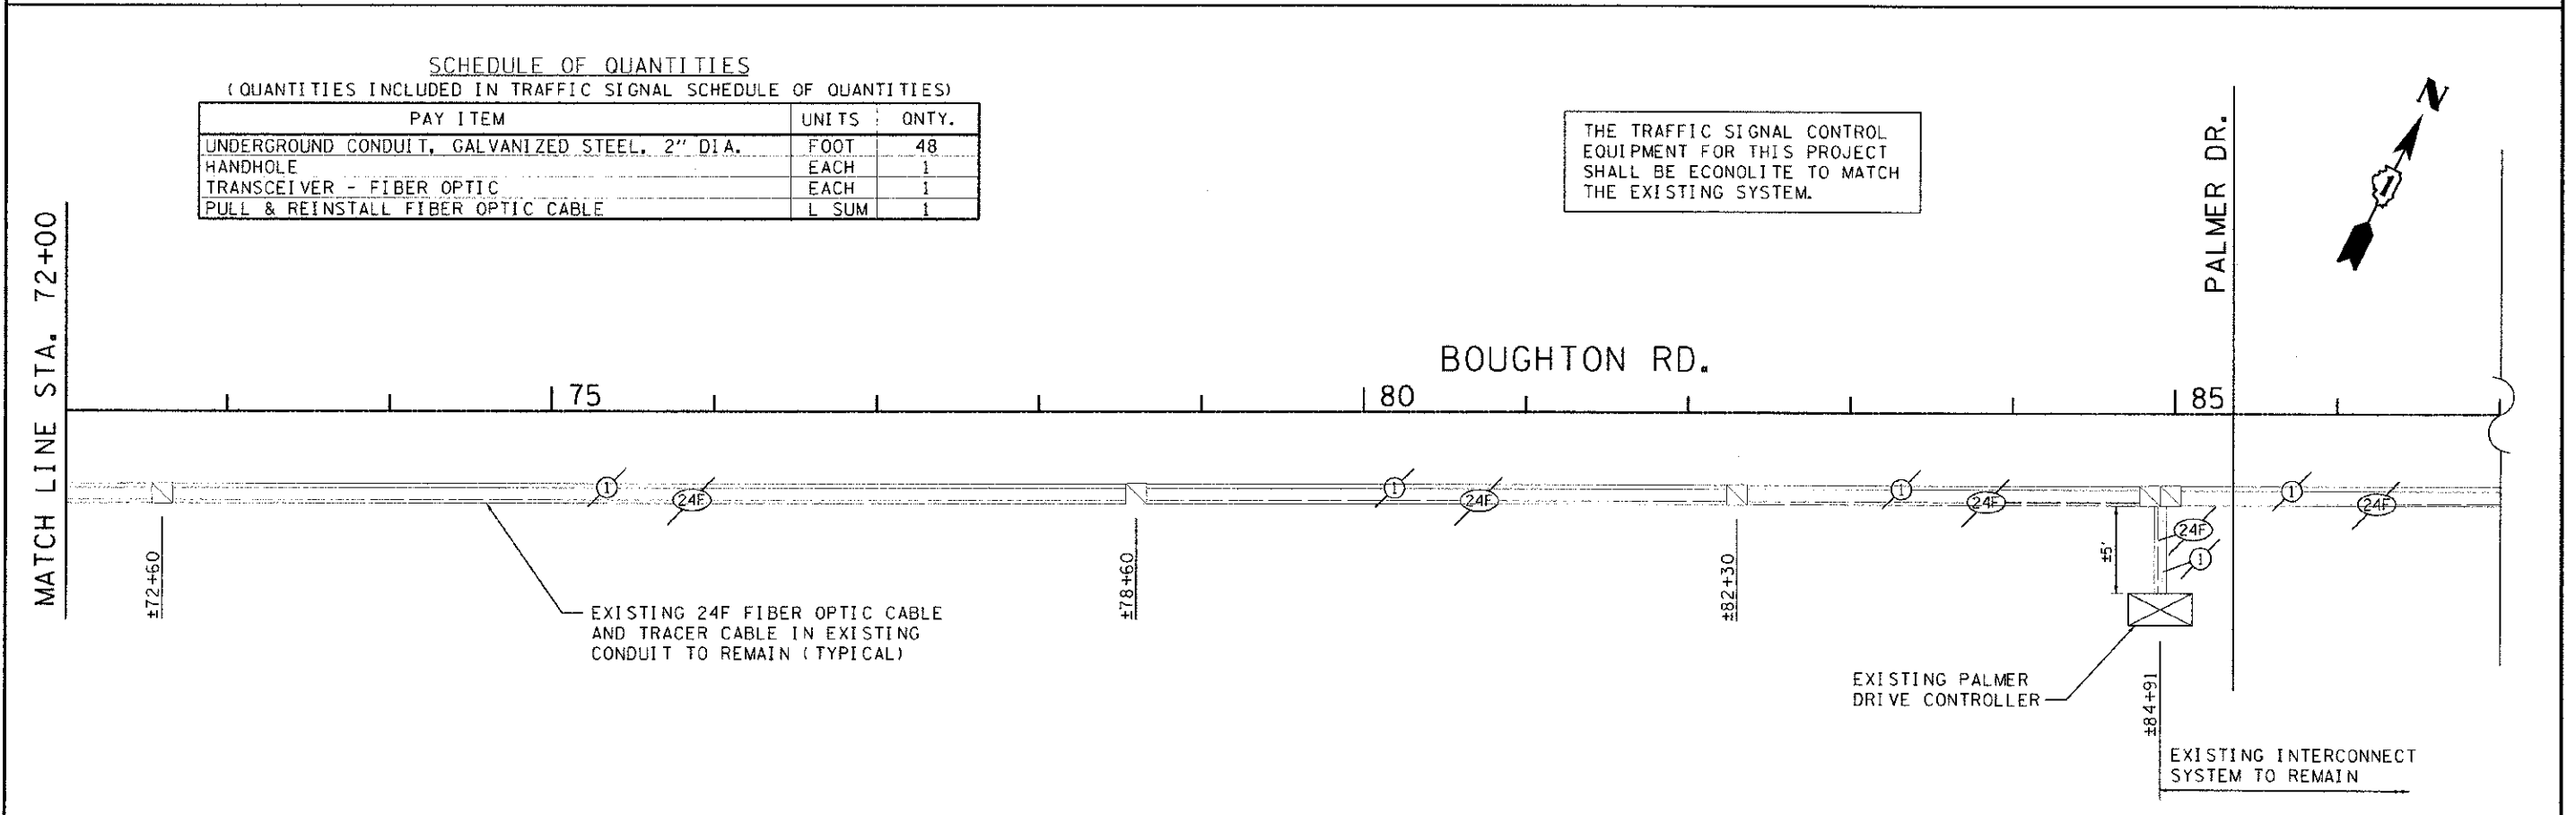 SCHEDULE OF QUANTITIES
(QUANTITIES INCLUDED IN TRAFFIC SIGNAL SCHEDULE OF QUANTITIES)
PAY ITEM UNITS QNTY.
UNDERGROUND CONDUIT, GALVANIZED STEEL, 2" DIA. FOOT 48
HANDHOLE EACH 1
TRANSCEIVER - FIBER OPTIC EACH 1
PULL & REINSTALL FIBER OPTIC CABLE L SUM 1
THE TRAFFIC SIGNAL CONTROL
EQUIPMENT FOR THIS PROJECT
SHALL BE ECONOLITE TO MATCH
THE EXISTING SYSTEM.
PALMER DR.
N
1
MATCH LINE STA. 72+00
BOUGHTON RD.
75
80
85
1
24F
1
24F
1
24F
1
24F
24F
1
±5'
±72+60
±78+60
±82+30
±84+91
EXISTING 24F FIBER OPTIC CABLE
AND TRACER CABLE IN EXISTING
CONDUIT TO REMAIN (TYPICAL)
EXISTING PALMER
DRIVE CONTROLLER
EXISTING INTERCONNECT
SYSTEM TO REMAIN